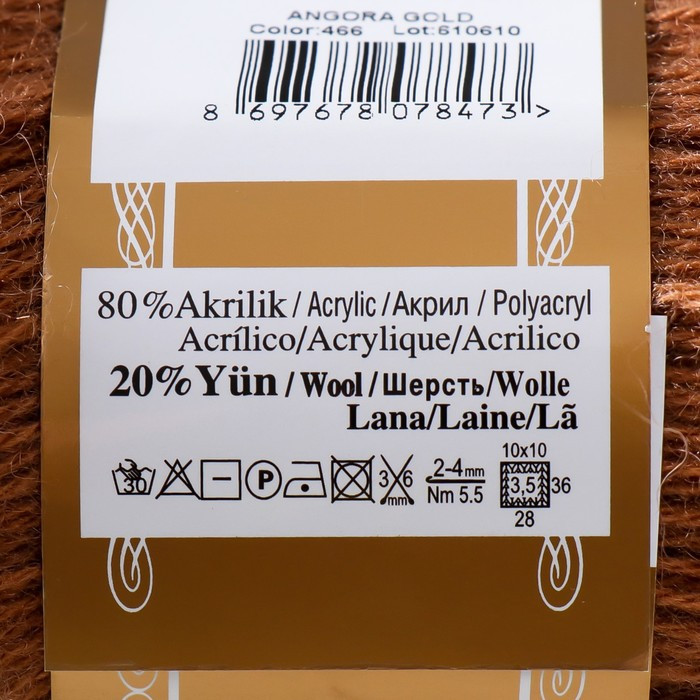 ANGORA GOLD
Color:466 Lot:610610
8 697678 078473 >
80%Akrilik / Acrylic / Акрил / Polyacryl
Acrílico/Acrylique/Acrilico
20% Yün / Wool / Шерсть/Wolle
Lana/Laine/Lã
10x10
30 P 3 6 mm 2-4 mm Nm 5.5 3,5 36
28